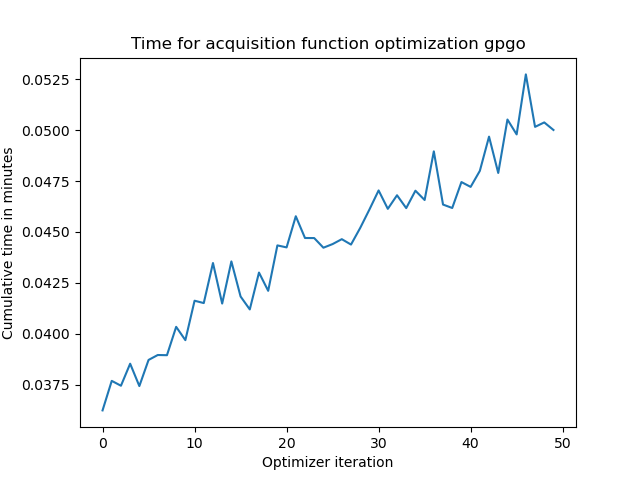 Time for acquisition function optimization gpgo
Cumulative time in minutes
0.0525
0.0500
0.0475
0.0450
0.0425
0.0400
0.0375
0 10 20 30 40 50
Optimizer iteration